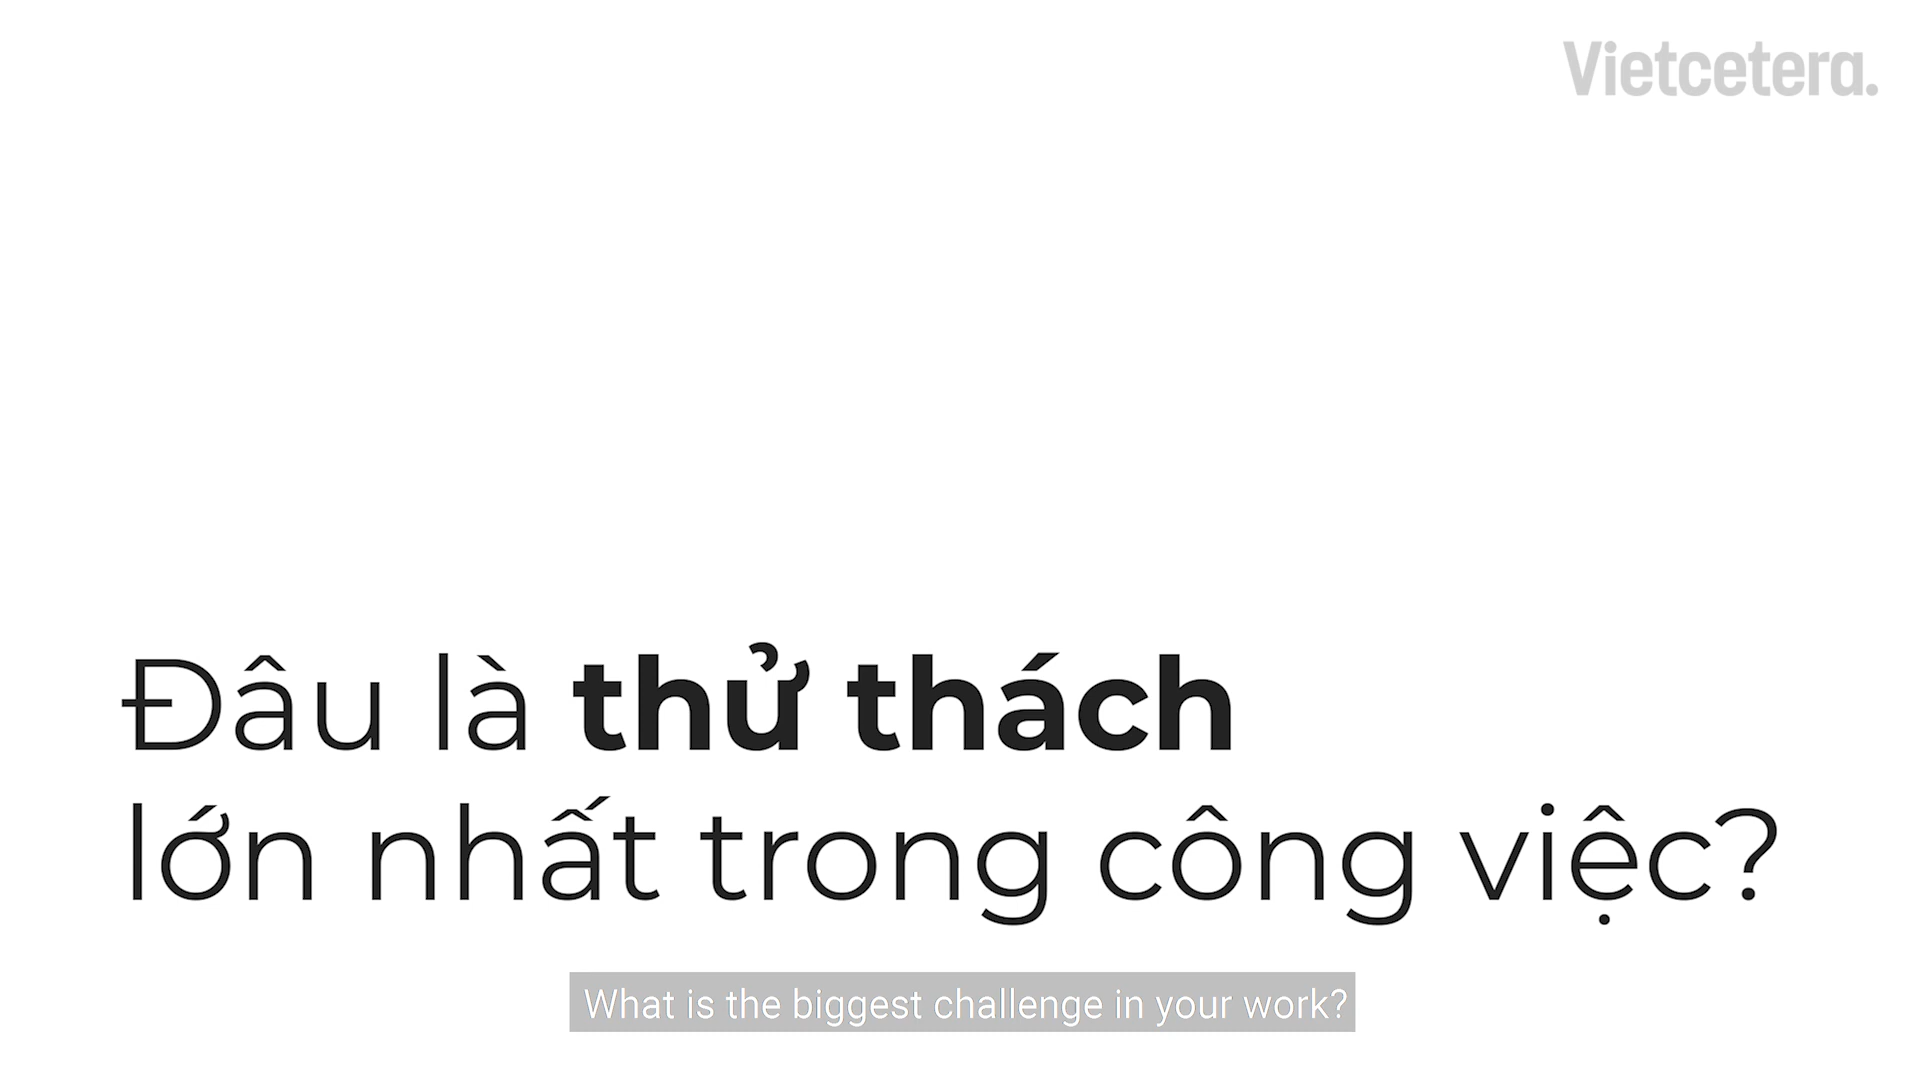 Vietcetera.
Đâu là thử thách
lớn nhất trong công việc?
What is the biggest challenge in your work?